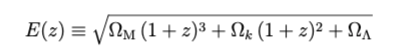 E(z) ≡ √(Ω_M (1 + z)³ + Ω_k (1 + z)² + Ω_Λ)